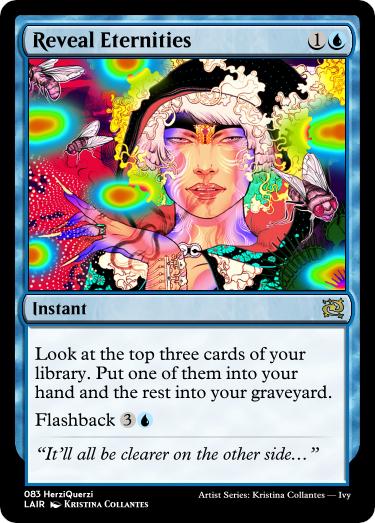 Reveal Eternities 1
Instant
Look at the top three cards of your
library. Put one of them into your
hand and the rest into your graveyard.
Flashback 3
“It’ll all be clearer on the other side…”
083 HerziQuerzi
LAIR Kristina Collantes
Artist Series: Kristina Collantes — Ivy